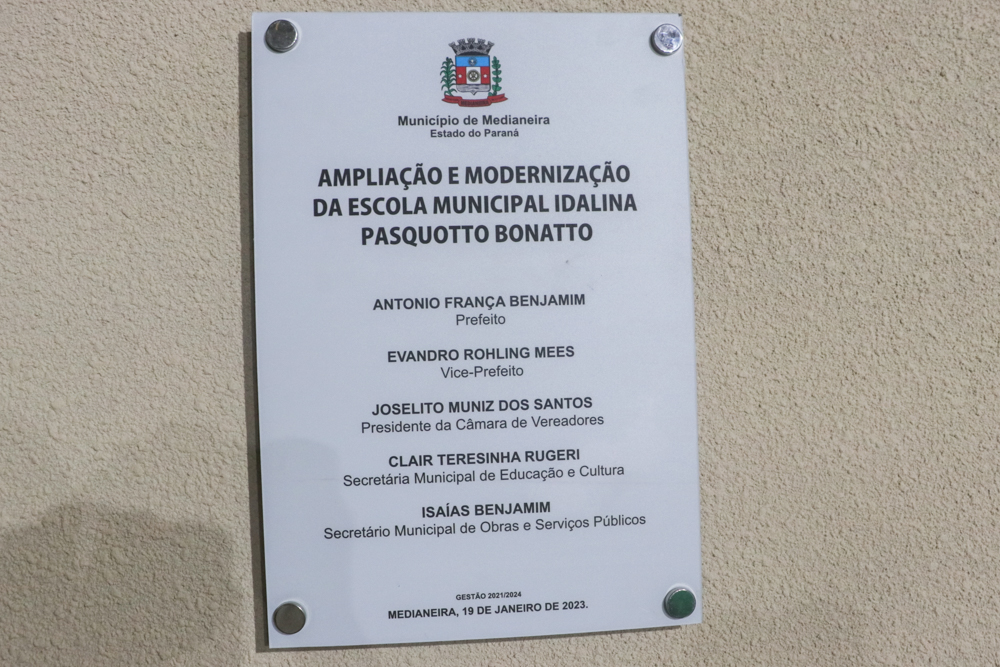 Município de Medianeira
Estado do Paraná
AMPLIAÇÃO E MODERNIZAÇÃO
DA ESCOLA MUNICIPAL IDALINA
PASQUOTTO BONATTO
ANTONIO FRANÇA BENJAMIM
Prefeito
EVANDRO ROHLING MEES
Vice-Prefeito
JOSELITO MUNIZ DOS SANTOS
Presidente da Câmara de Vereadores
CLAIR TERESINHA RUGERI
Secretária Municipal de Educação e Cultura
ISAÍAS BENJAMIM
Secretário Municipal de Obras e Serviços Públicos
GESTÃO 2021/2024
MEDIANEIRA, 19 DE JANEIRO DE 2023.